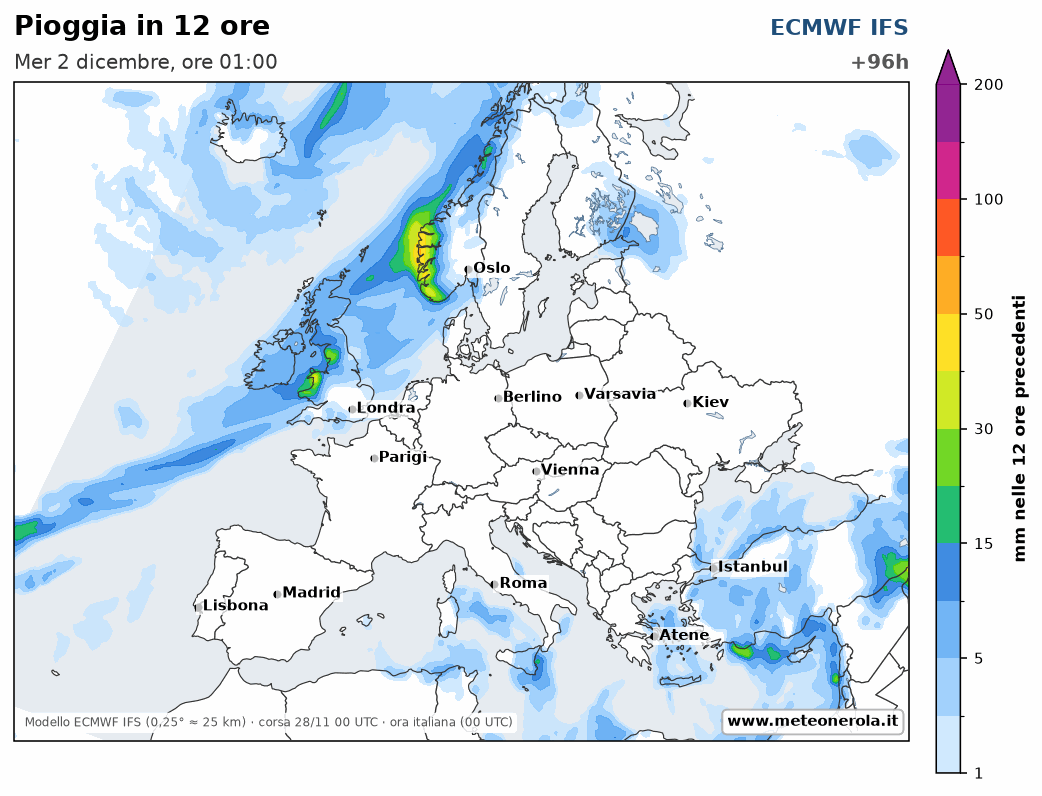 Pioggia in 12 ore
ECMWF IFS
Mer 2 dicembre, ore 01:00
+96h
200
100
50
30
15
5
1
mm nelle 12 ore precedenti
Oslo
Berlino
Varsavia
Kiev
Londra
Parigi
Vienna
Istanbul
Roma
Madrid
Lisbona
Atene
Modello ECMWF IFS (0,25° ≈ 25 km) · corsa 28/11 00 UTC · ora italiana (00 UTC)
www.meteonerola.it